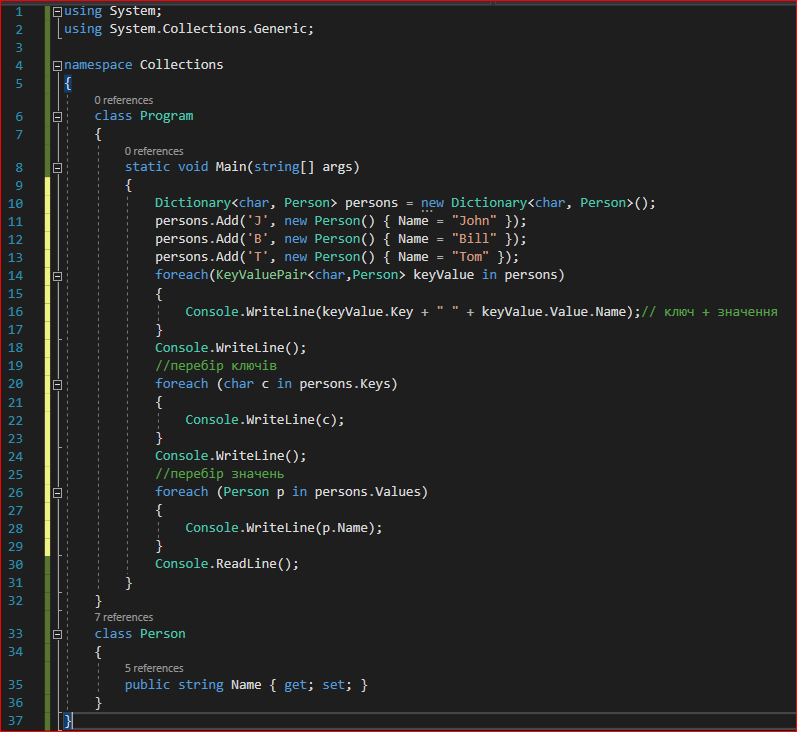 1 using System;
2 using System.Collections.Generic;
3
4 namespace Collections
5 {
0 references
6 class Program
7 {
0 references
8 static void Main(string[] args)
9 {
10 Dictionary<char, Person> persons = new Dictionary<char, Person>();
11 persons.Add('J', new Person() { Name = "John" });
12 persons.Add('B', new Person() { Name = "Bill" });
13 persons.Add('T', new Person() { Name = "Tom" });
14 foreach(KeyValuePair<char,Person> keyValue in persons)
15 {
16 Console.WriteLine(keyValue.Key + " " + keyValue.Value.Name);// ключ + значення
17 }
18 Console.WriteLine();
19 //перебір ключів
20 foreach (char c in persons.Keys)
21 {
22 Console.WriteLine(c);
23 }
24 Console.WriteLine();
25 //перебір значень
26 foreach (Person p in persons.Values)
27 {
28 Console.WriteLine(p.Name);
29 }
30 Console.ReadLine();
31 }
32 }
7 references
33 class Person
34 {
5 references
35 public string Name { get; set; }
36 }
37 }